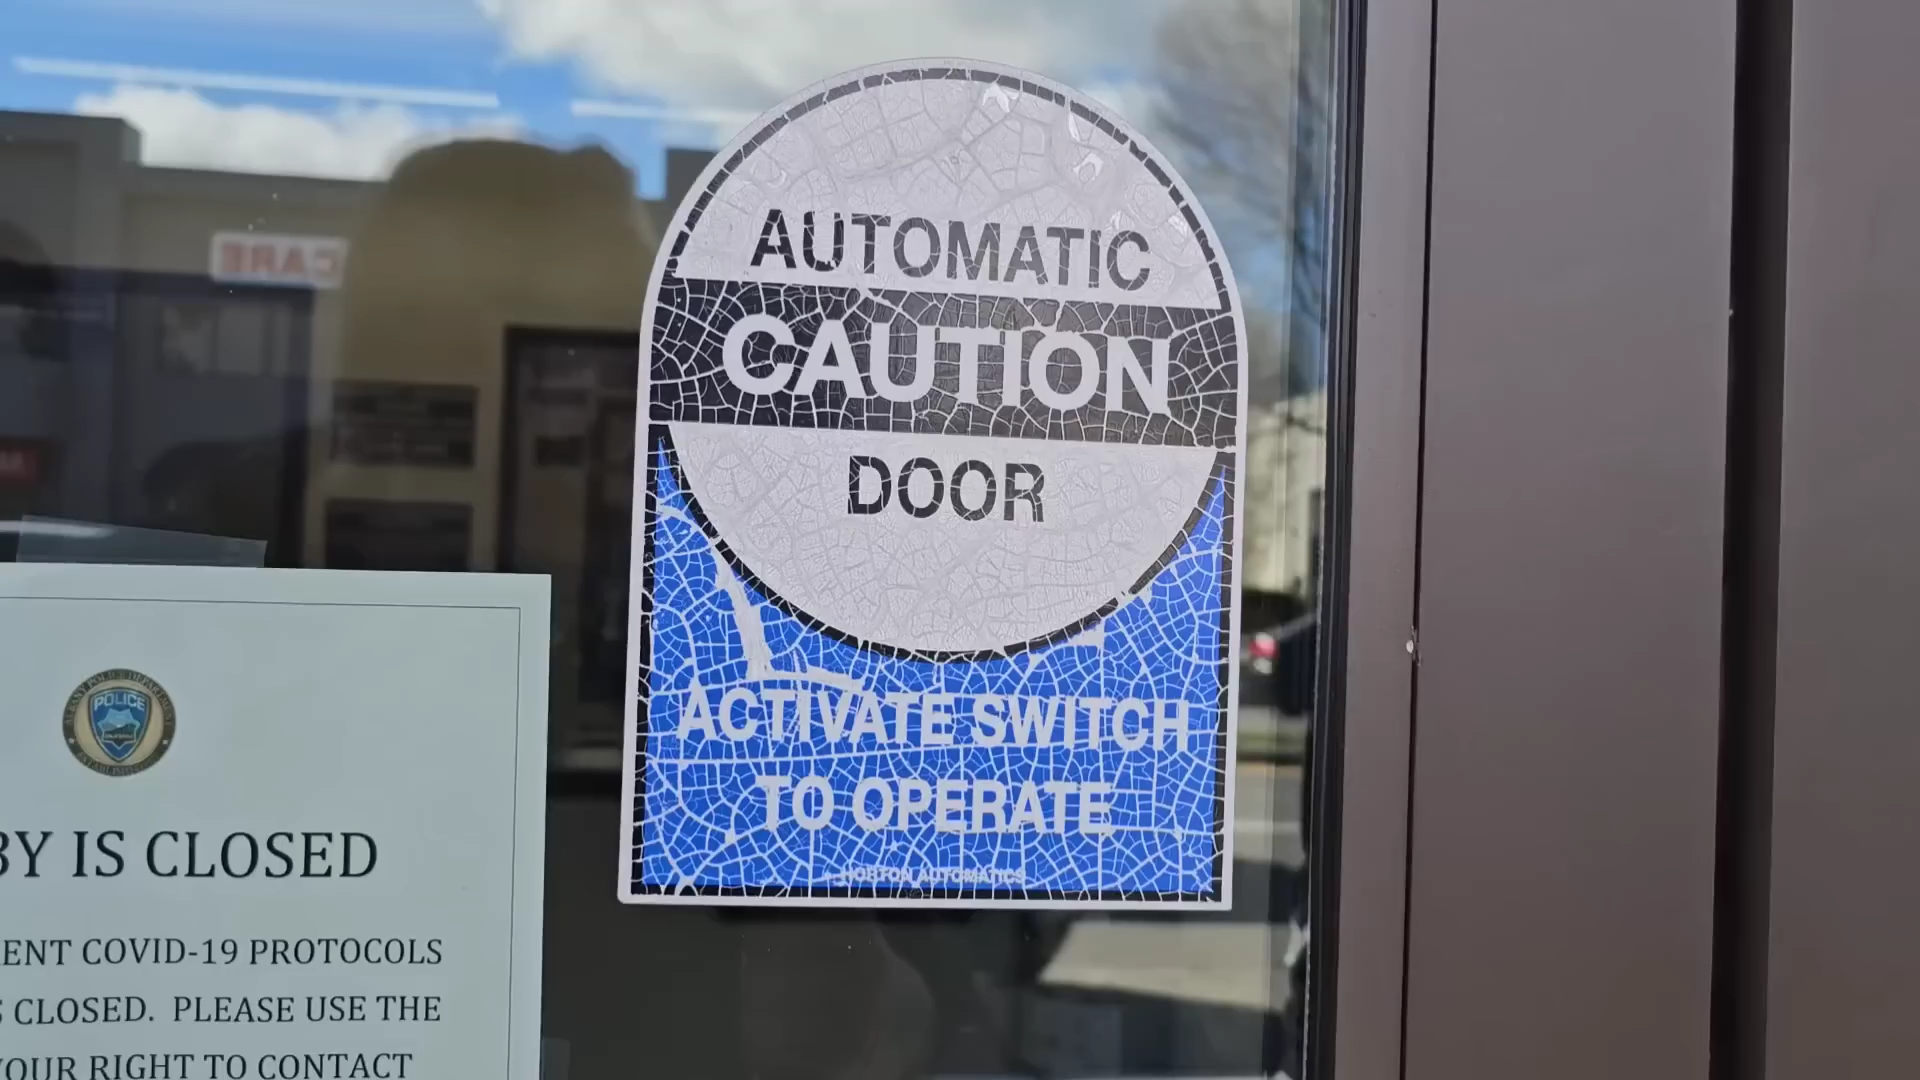 AUTOMATIC
CAUTION
DOOR
ACTIVATE SWITCH
TO OPERATE
HORTON AUTOMATICS
CARE
POLICE
BY IS CLOSED
ENT COVID-19 PROTOCOLS
S CLOSED. PLEASE USE THE
YOUR RIGHT TO CONTACT